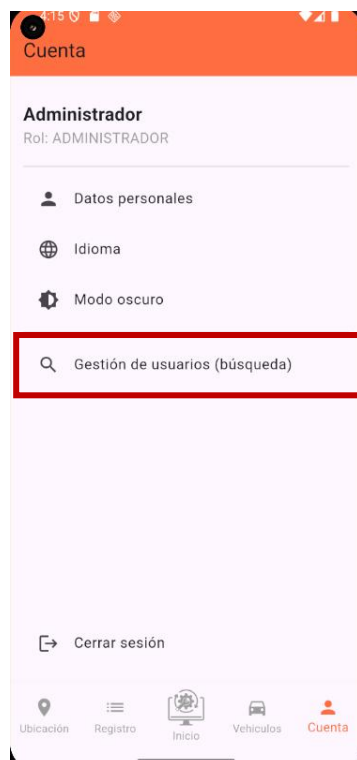 4:15
Cuenta
Administrador
Rol: ADMINISTRADOR
Datos personales
Idioma
Modo oscuro
Gestión de usuarios (búsqueda)
Cerrar sesión
Ubicación Registro Inicio Vehículos Cuenta